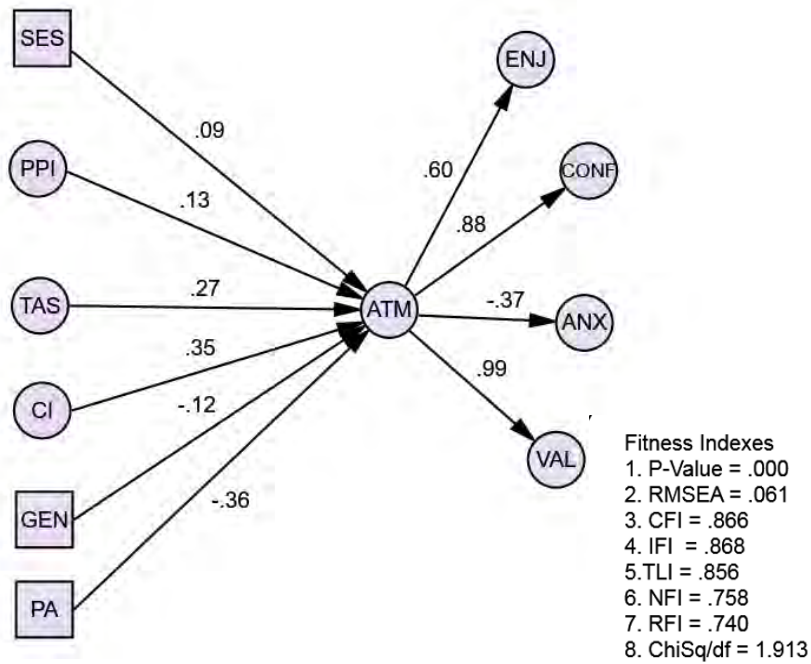 SES
ENJ
.09
PPI
.60
CONF
.13
.88
TAS
.27
ATM
-.37
ANX
.35
CI
.99
-.12
VAL
GEN
-.36
PA
Fitness Indexes
1. P-Value = .000
2. RMSEA = .061
3. CFI = .866
4. IFI = .868
5.TLI = .856
6. NFI = .758
7. RFI = .740
8. ChiSq/df = 1.913